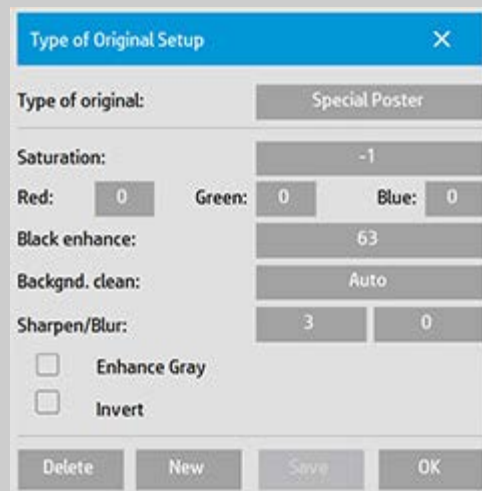 Type of Original Setup ×
Type of original: Special Poster
Saturation: -1
Red: 0 Green: 0 Blue: 0
Black enhance: 63
Backgnd. clean: Auto
Sharpen/Blur: 3 0
Enhance Gray
Invert
Delete New Save OK